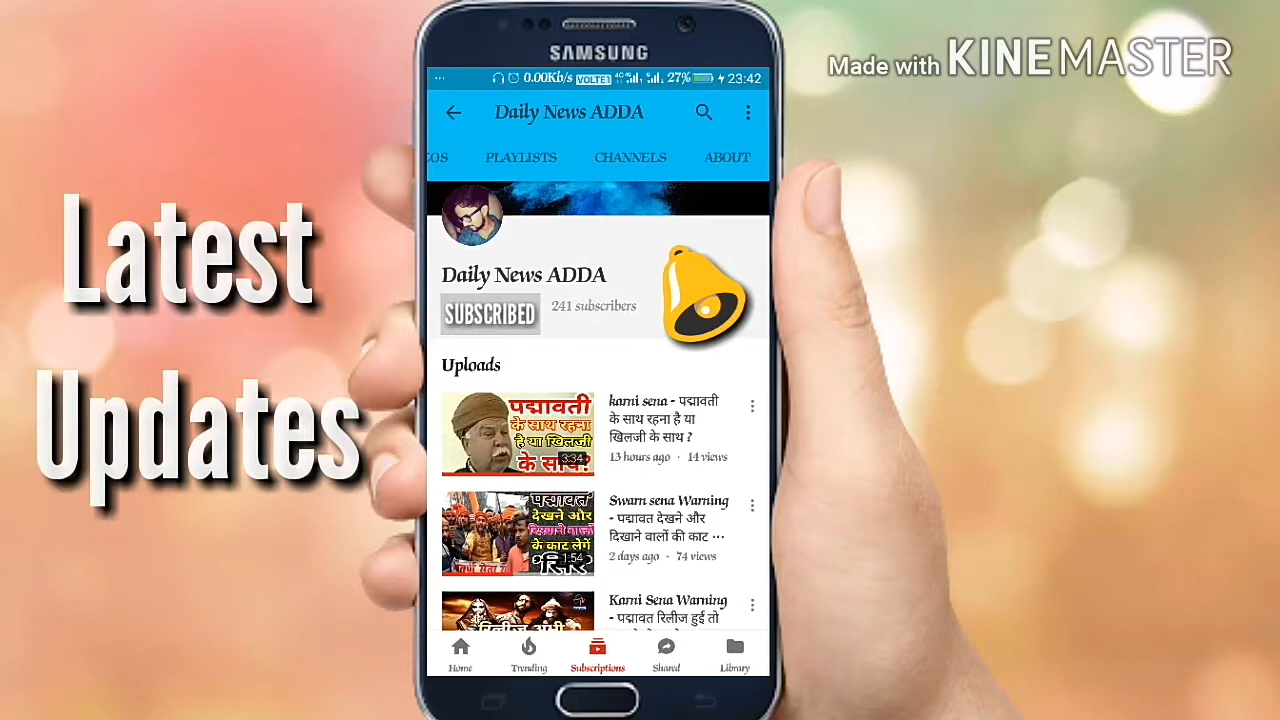 Made with KINEMASTER
SAMSUNG
0.00Kb/s VOLTE1 4G 27% 23:42
Daily News ADDA
EOS PLAYLISTS CHANNELS ABOUT
Latest
Updates
Daily News ADDA
SUBSCRIBED 241 subscribers
Uploads
पद्मावती
के साथ रहना
है या खिलजी
के साथ?
3:34
karni sena - पद्मावती
के साथ रहना है या
खिलजी के साथ ?
13 hours ago · 14 views
पद्मावत
देखने और
दिखाने वालों
के काट लेगें
1:54
Swarn sena Warning
- पद्मावत देखने और
दिखाने वालों की काट ...
2 days ago · 74 views
Karni Sena Warning
- पद्मावत रिलीज हुई तो
Home Trending Subscriptions Shared Library